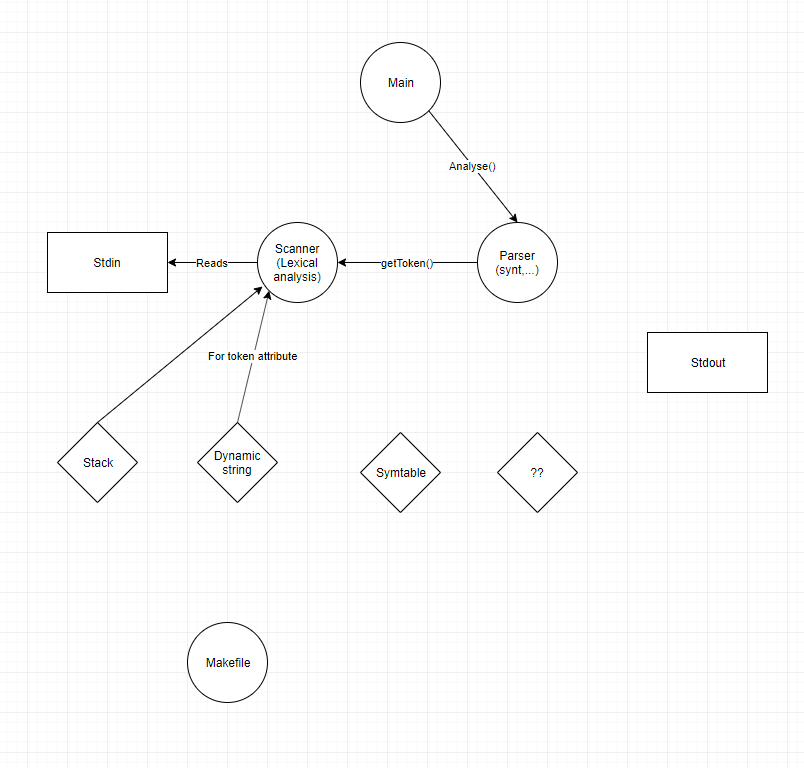 Main
Analyse()
Stdin
Reads
Scanner
(Lexical
analysis)
getToken()
Parser
(synt,...)
For token attribute
Stdout
Stack
Dynamic
string
Symtable
??
Makefile